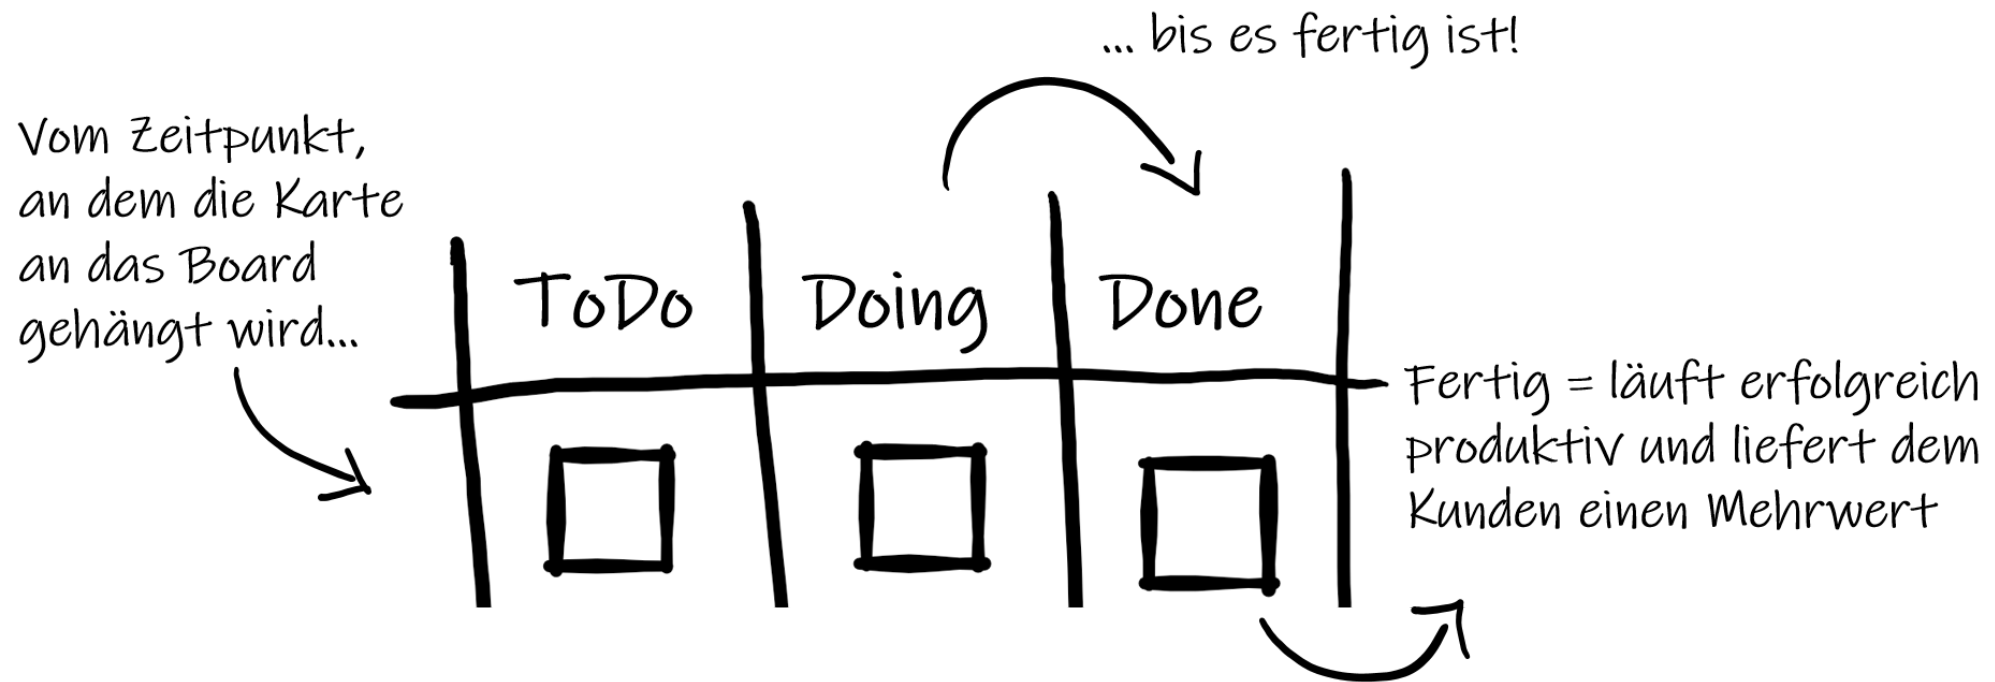 ... bis es fertig ist!
Vom Zeitpunkt,
an dem die Karte
an das Board
gehängt wird...
ToDo Doing Done
Fertig = läuft erfolgreich
produktiv und liefert dem
Kunden einen Mehrwert